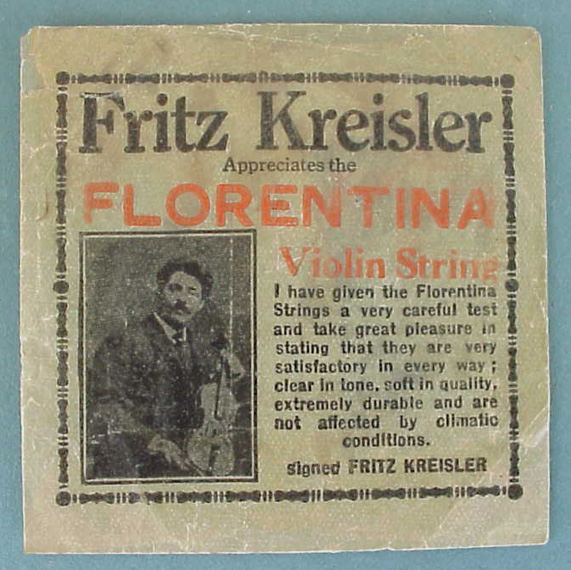 Fritz Kreisler
Appreciates the
FLORENTINA
Violin String
I have given the Florentina
Strings a very careful test
and take great pleasure in
stating that they are very
satisfactory in every way ;
clear in tone, soft in quality,
extremely durable and are
not affected by climatic
conditions.
signed FRITZ KREISLER